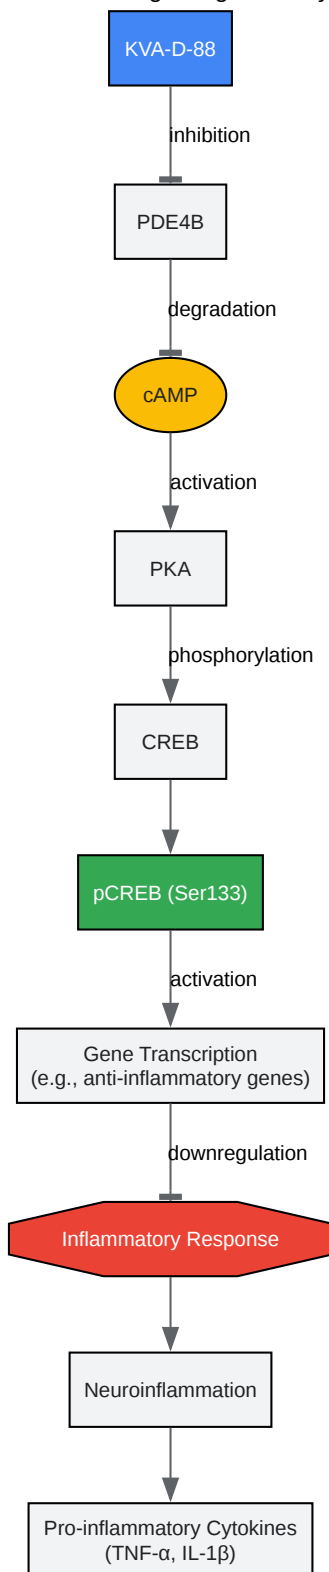 KVA-D-88
inhibition
PDE4B
degradation
cAMP
activation
PKA
phosphorylation
CREB
pCREB (Ser133)
activation
Gene Transcription
(e.g., anti-inflammatory genes)
downregulation
Inflammatory Response
Neuroinflammation
Pro-inflammatory Cytokines
(TNF-α, IL-1β)